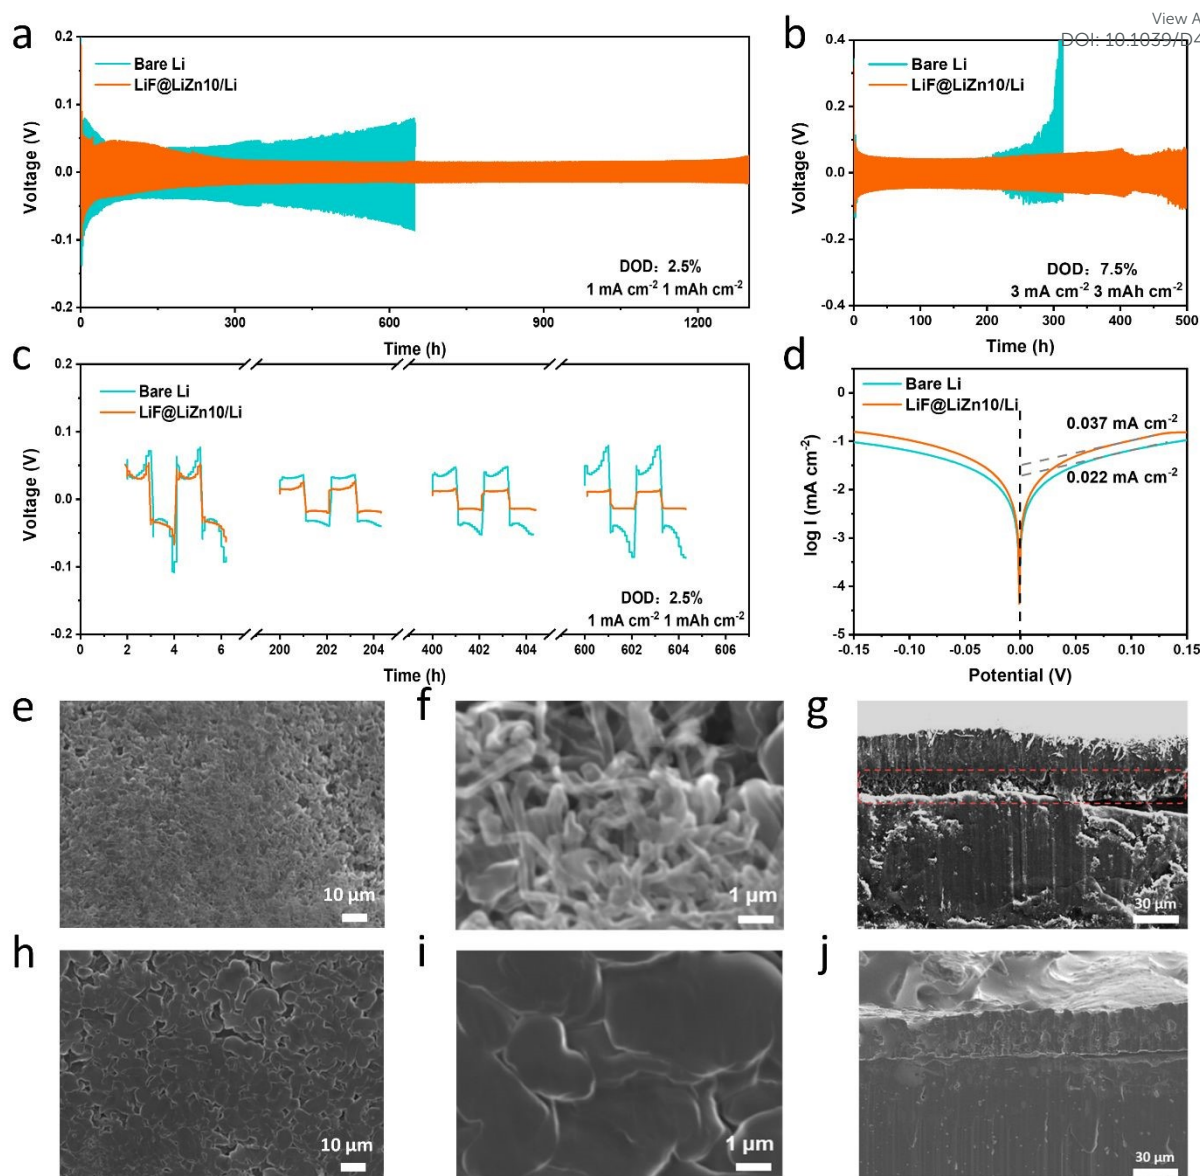 View A
DOI: 10.1039/D4
a
Bare Li
LiF@LiZn10/Li
Voltage (V)
0.2
0.1
0.0
-0.1
-0.2
DOD: 2.5%
1 mA cm-2 1 mAh cm-2
0
300
600
900
1200
Time (h)
b
Bare Li
LiF@LiZn10/Li
Voltage (V)
0.4
0.2
0.0
-0.2
-0.4
DOD: 7.5%
3 mA cm-2 3 mAh cm-2
0
100
200
300
400
500
Time (h)
c
Bare Li
LiF@LiZn10/Li
Voltage (V)
0.2
0.1
0.0
-0.1
-0.2
DOD: 2.5%
1 mA cm-2 1 mAh cm-2
0
2
4
6
200
202
204
400
402
404
600
602
604
606
Time (h)
d
Bare Li
LiF@LiZn10/Li
log I (mA cm-2)
0
-1
-2
-3
-4
-5
0.037 mA cm-2
0.022 mA cm-2
-0.15
-0.10
-0.05
0.00
0.05
0.10
0.15
Potential (V)
e
10 µm
f
1 µm
g
30 µm
h
10 µm
i
1 µm
j
30 µm